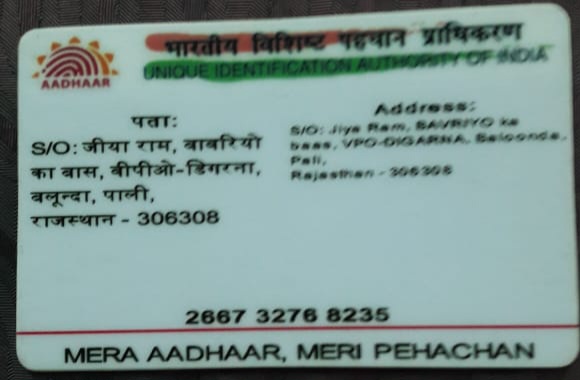 भारतीय विशिष्ट पहचान प्राधिकरण
UNIQUE IDENTIFICATION AUTHORITY OF INDIA
AADHAAR
पता:
S/O: जीया राम, बावरियो
का बास, वीपीओ-डिगरना,
बलून्दा, पाली,
राजस्थान - 306308
Address:
S/O: Jiya Ram, BAVRIYO ka
baas, VPO-DIGARNA, Baloonda,
Pali,
Rajasthan - 306308
2667 3276 8235
MERA AADHAAR, MERI PEHACHAN